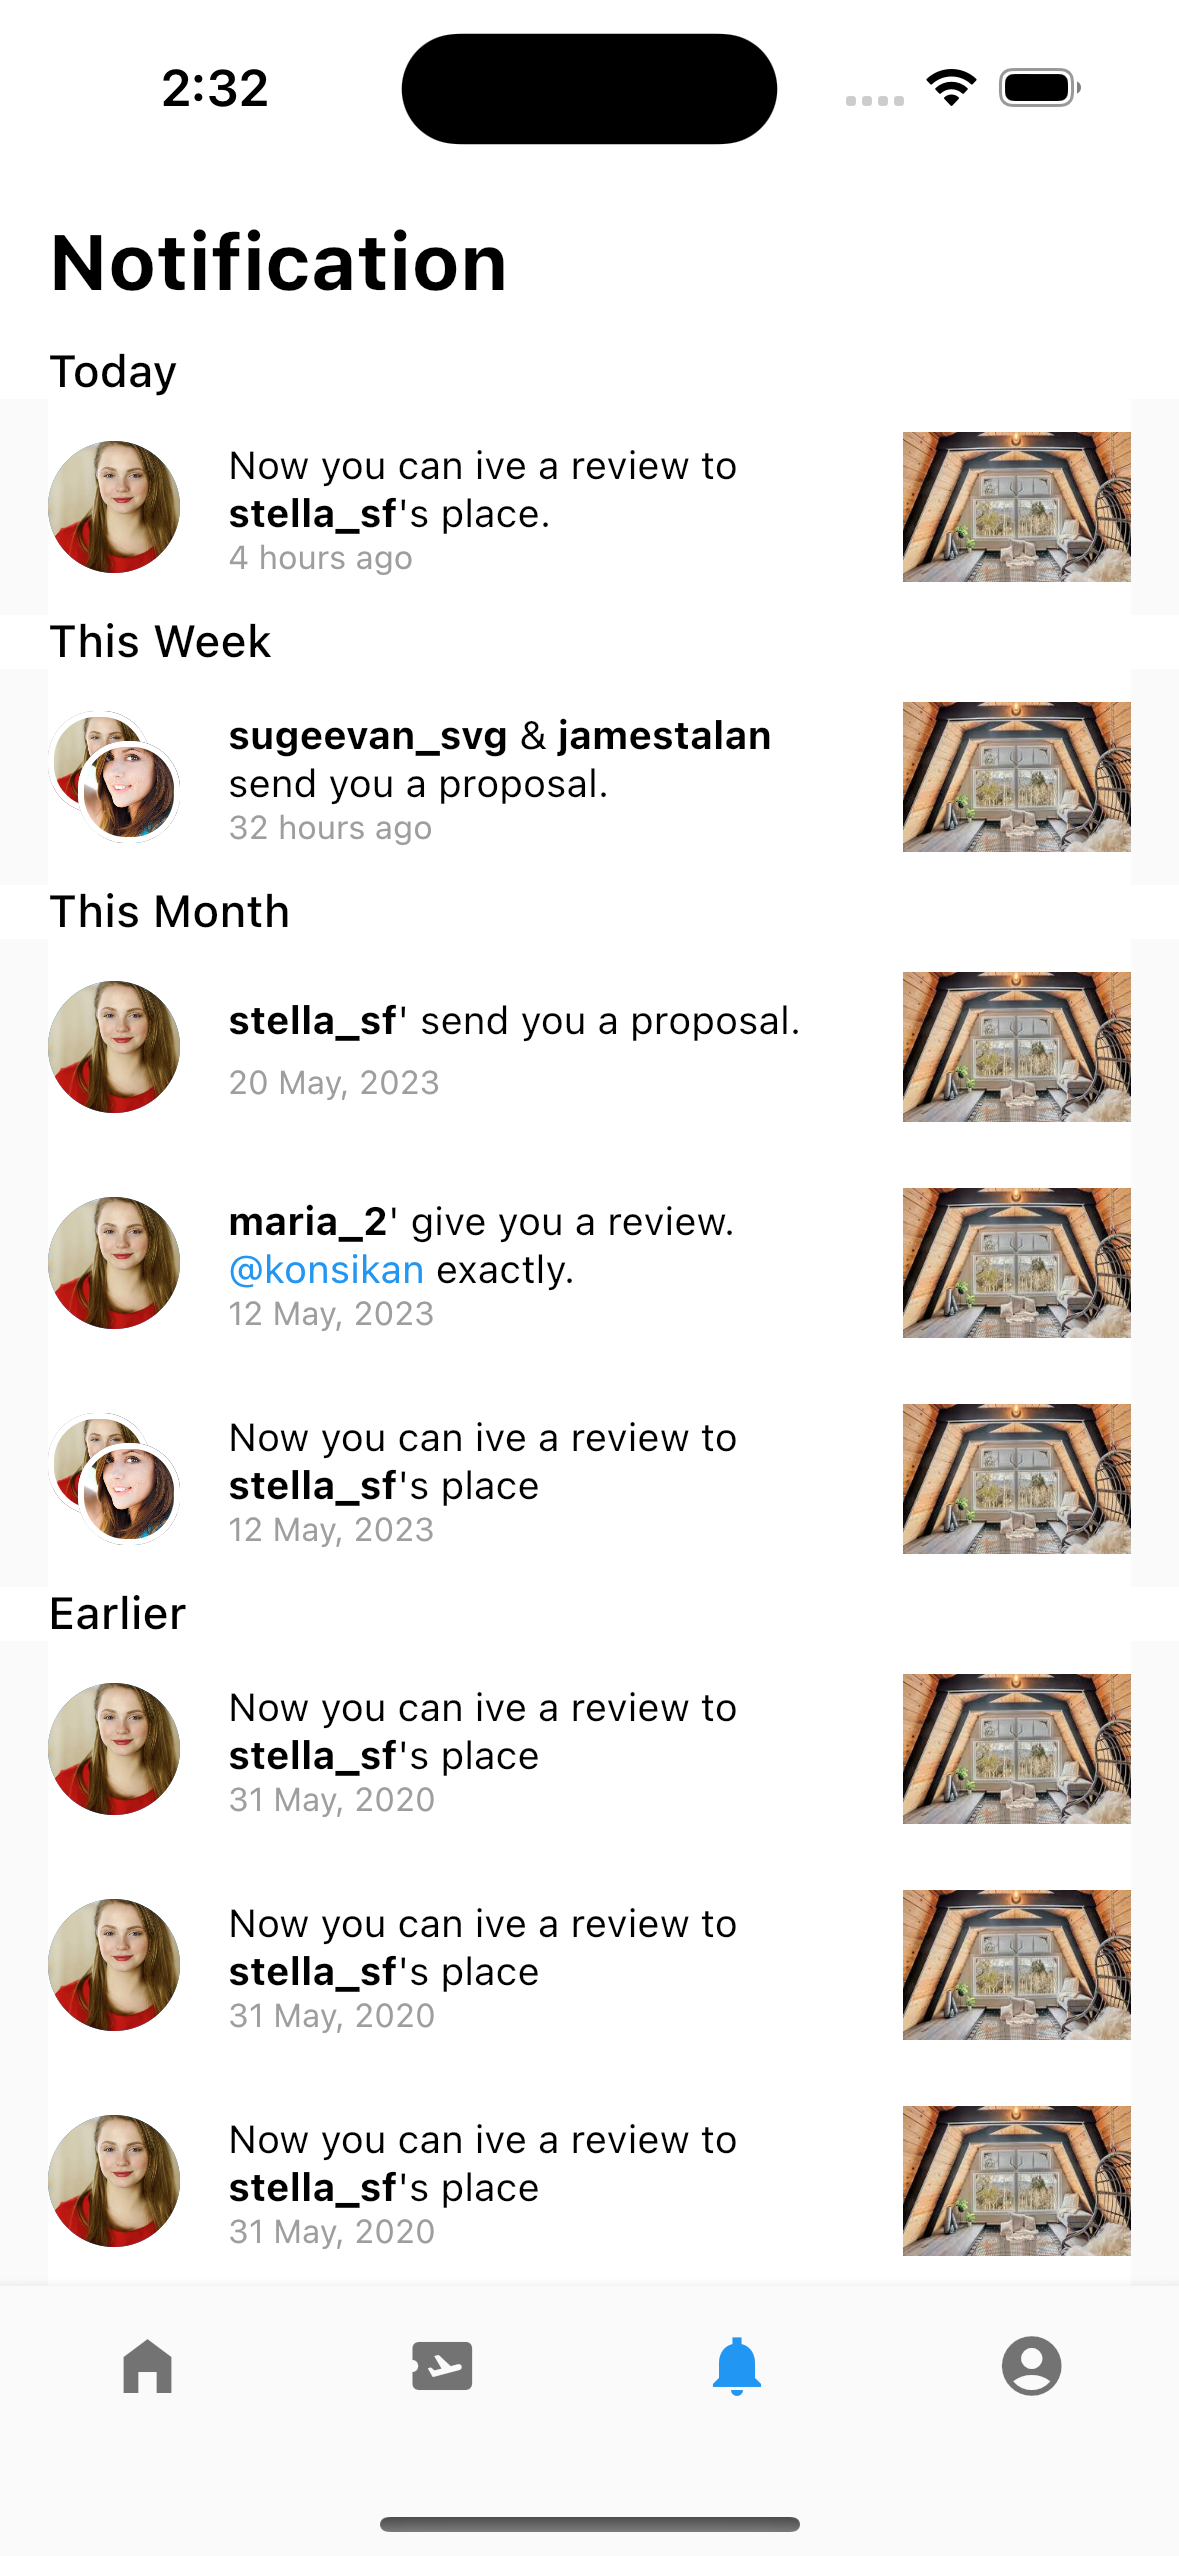 2:32
Notification
Today
Now you can ive a review to
stella_sf's place.
4 hours ago
This Week
sugeevan_svg & jamestalan
send you a proposal.
32 hours ago
This Month
stella_sf' send you a proposal.
20 May, 2023
maria_2' give you a review.
@konsikan exactly.
12 May, 2023
Now you can ive a review to
stella_sf's place
12 May, 2023
Earlier
Now you can ive a review to
stella_sf's place
31 May, 2020
Now you can ive a review to
stella_sf's place
31 May, 2020
Now you can ive a review to
stella_sf's place
31 May, 2020